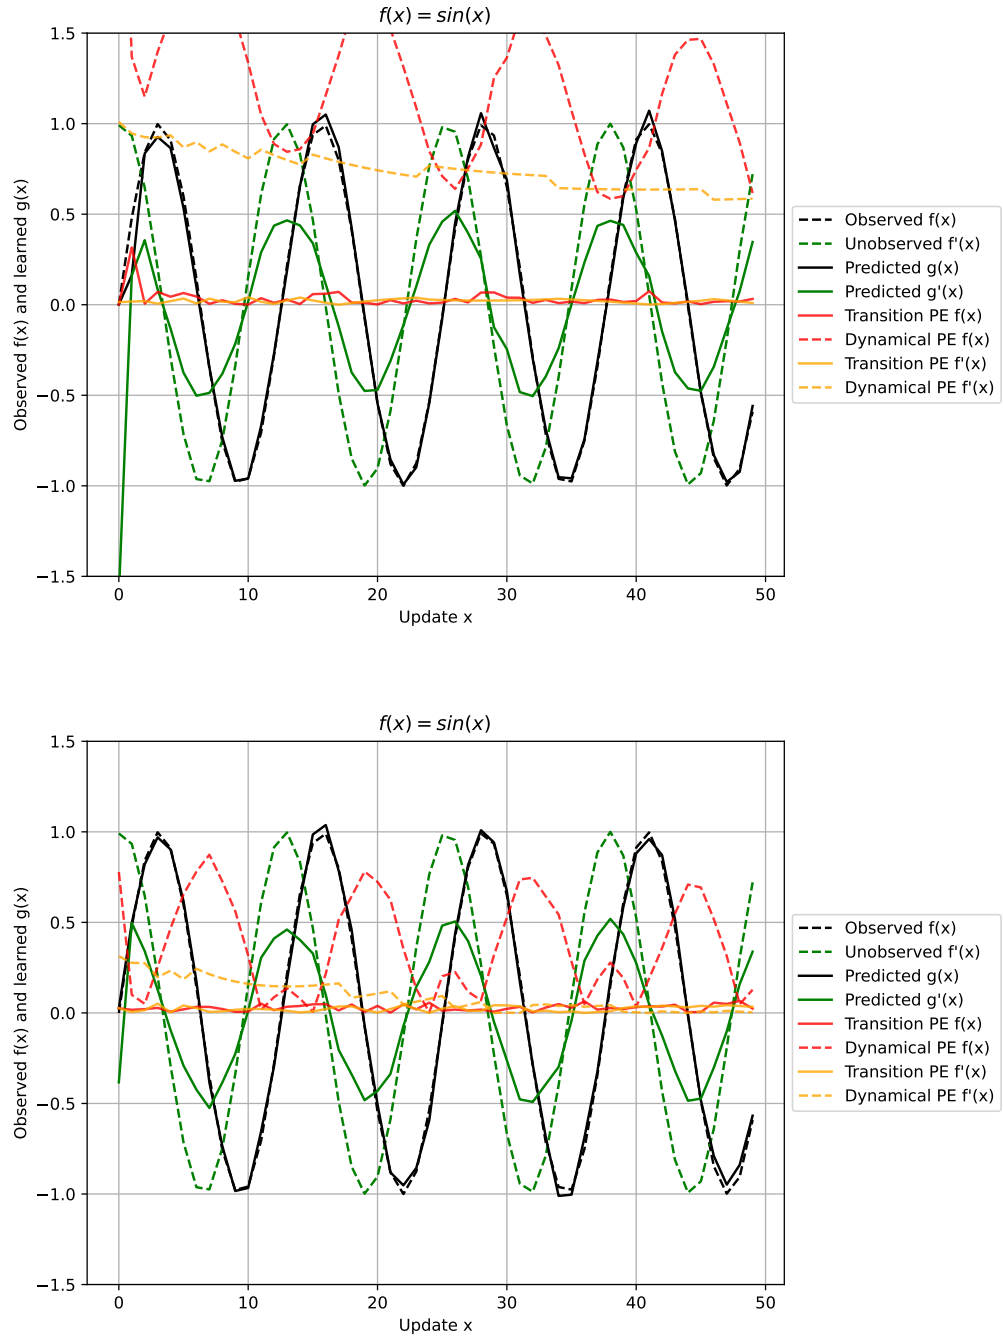 f(x) = sin(x)
1.5
1.0
0.5
0.0
−0.5
−1.0
−1.5
Observed f(x) and learned g(x)
0 10 20 30 40 50
Update x
Observed f(x)
Unobserved f'(x)
Predicted g(x)
Predicted g'(x)
Transition PE f(x)
Dynamical PE f(x)
Transition PE f'(x)
Dynamical PE f'(x)
f(x) = sin(x)
1.5
1.0
0.5
0.0
−0.5
−1.0
−1.5
Observed f(x) and learned g(x)
0 10 20 30 40 50
Update x
Observed f(x)
Unobserved f'(x)
Predicted g(x)
Predicted g'(x)
Transition PE f(x)
Dynamical PE f(x)
Transition PE f'(x)
Dynamical PE f'(x)